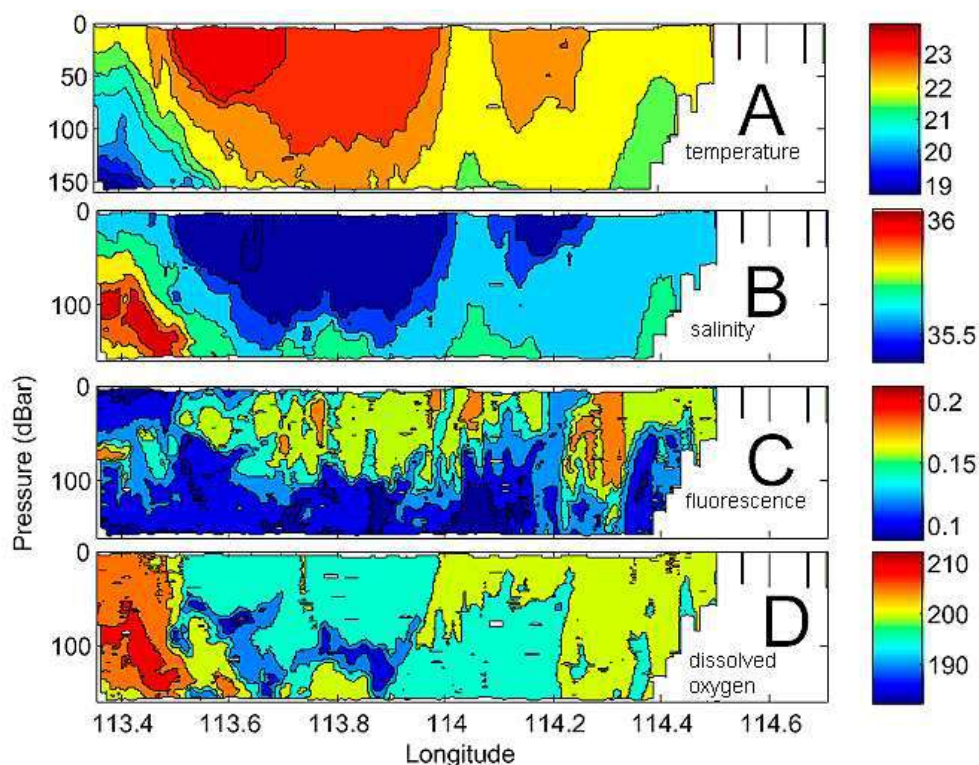 0
50
100
150
A
temperature
23
22
21
20
19
0
100
B
salinity
36
35.5
0
100
C
fluorescence
0.2
0.15
0.1
0
100
D
dissolved
oxygen
210
200
190
Pressure (dBar)
113.4 113.6 113.8 114 114.2 114.4 114.6
Longitude